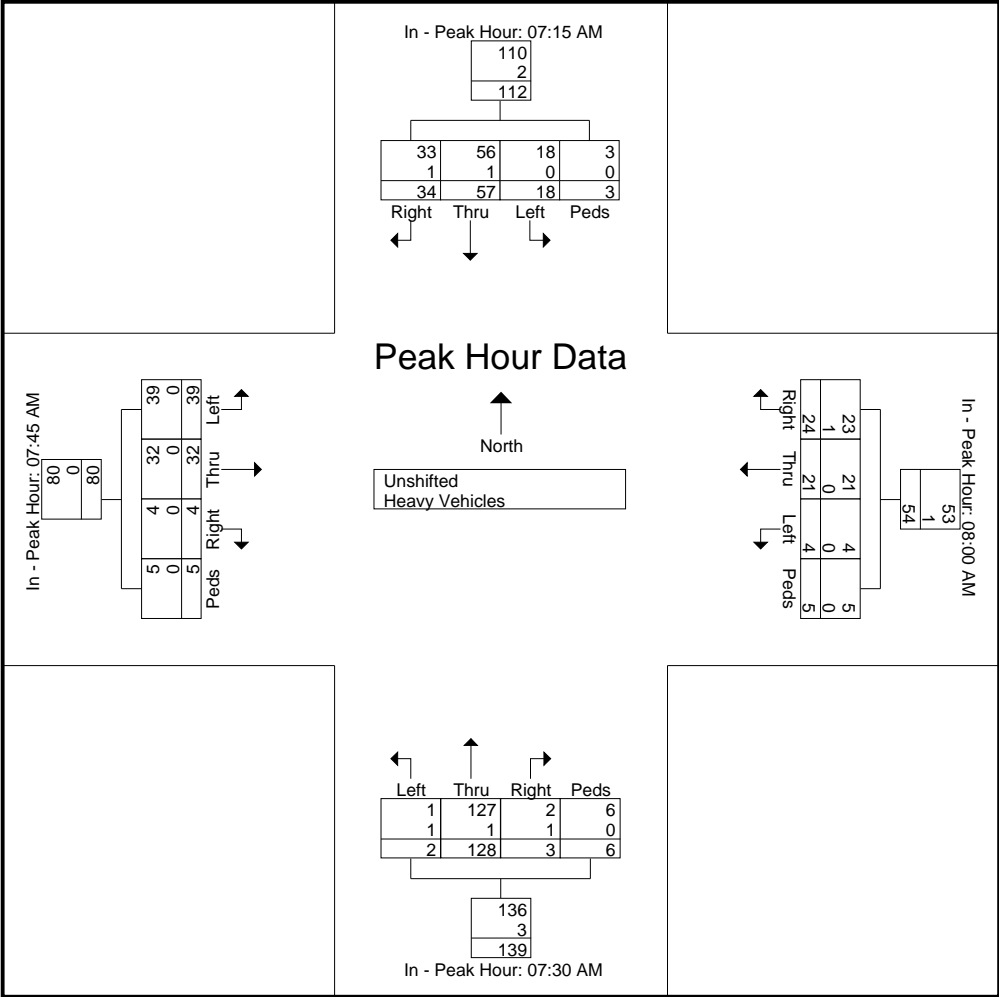 In - Peak Hour: 07:15 AM
110
2
112
33 56 18 3
1 1 0 0
34 57 18 3
Right Thru Left Peds
Peak Hour Data
North
Unshifted
Heavy Vehicles
In - Peak Hour: 07:45 AM
80
0
80
39 32 4 5
0 0 0 0
39 32 4 5
Left Thru Right Peds
In - Peak Hour: 08:00 AM
53
1
54
23 21 4 5
1 0 0 0
24 21 4 5
Right Thru Left Peds
Left Thru Right Peds
1 127 2 6
1 1 1 0
2 128 3 6
136
3
139
In - Peak Hour: 07:30 AM